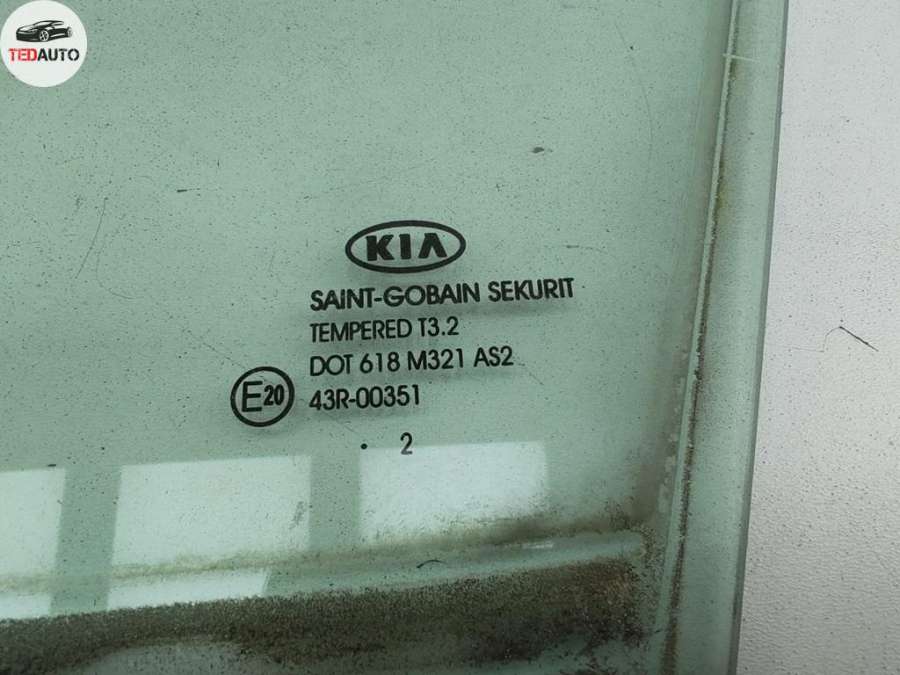 TEDAUTO
KIA
SAINT-GOBAIN SEKURIT
TEMPERED T3.2
DOT 618 M321 AS2
E20 43R-00351
. 2